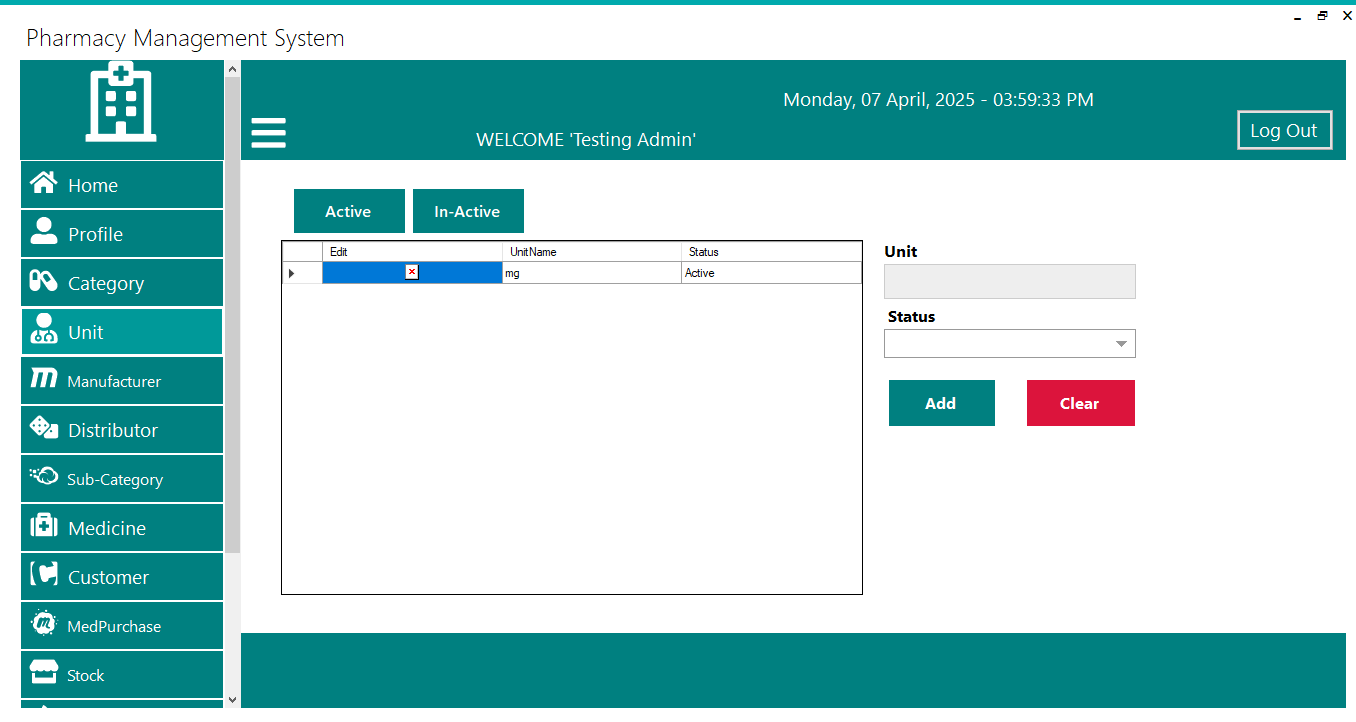 Pharmacy Management System
Monday, 07 April, 2025 - 03:59:33 PM
WELCOME 'Testing Admin'
Log Out
Home
Profile
Category
Unit
Manufacturer
Distributor
Sub-Category
Medicine
Customer
MedPurchase
Stock
Active In-Active
Edit UnitName Status
mg Active
Unit
Status
Add Clear